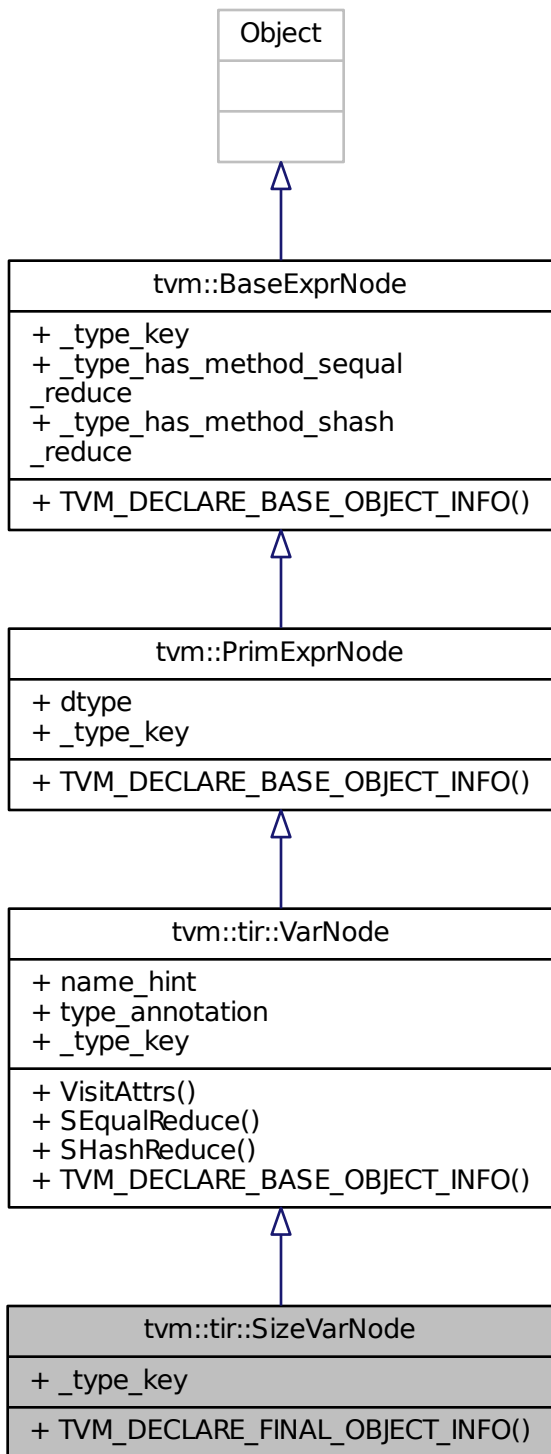 Object
tvm::BaseExprNode
+ _type_key
+ _type_has_method_sequal
_reduce
+ _type_has_method_shash
_reduce
+ TVM_DECLARE_BASE_OBJECT_INFO()
tvm::PrimExprNode
+ dtype
+ _type_key
+ TVM_DECLARE_BASE_OBJECT_INFO()
tvm::tir::VarNode
+ name_hint
+ type_annotation
+ _type_key
+ VisitAttrs()
+ SEqualReduce()
+ SHashReduce()
+ TVM_DECLARE_BASE_OBJECT_INFO()
tvm::tir::SizeVarNode
+ _type_key
+ TVM_DECLARE_FINAL_OBJECT_INFO()